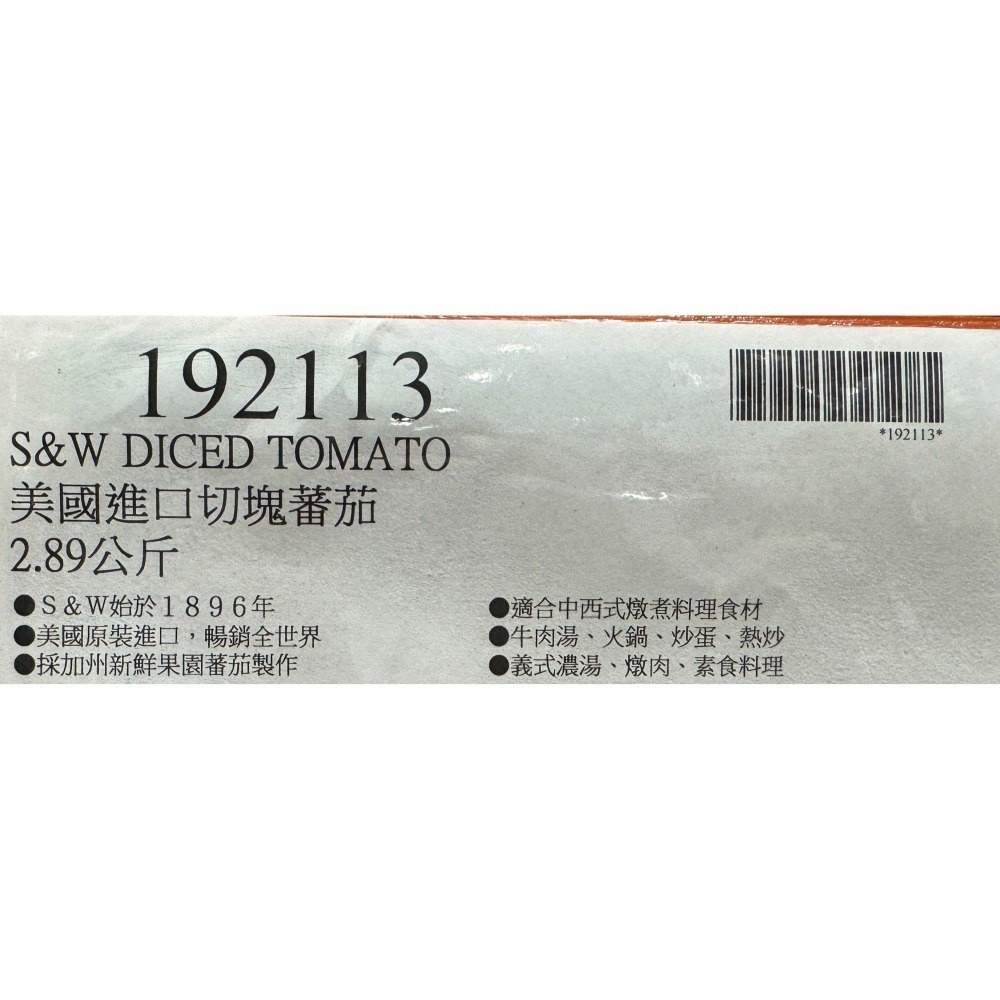 192113
*192113*
S&W DICED TOMATO
美國進口切塊蕃茄
2.89公斤
●S&W始於1896年
●美國原裝進口，暢銷全世界
●採加州新鮮果園蕃茄製作
●適合中西式燉煮料理食材
●牛肉湯、火鍋、炒蛋、熱炒
●義式濃湯、燉肉、素食料理